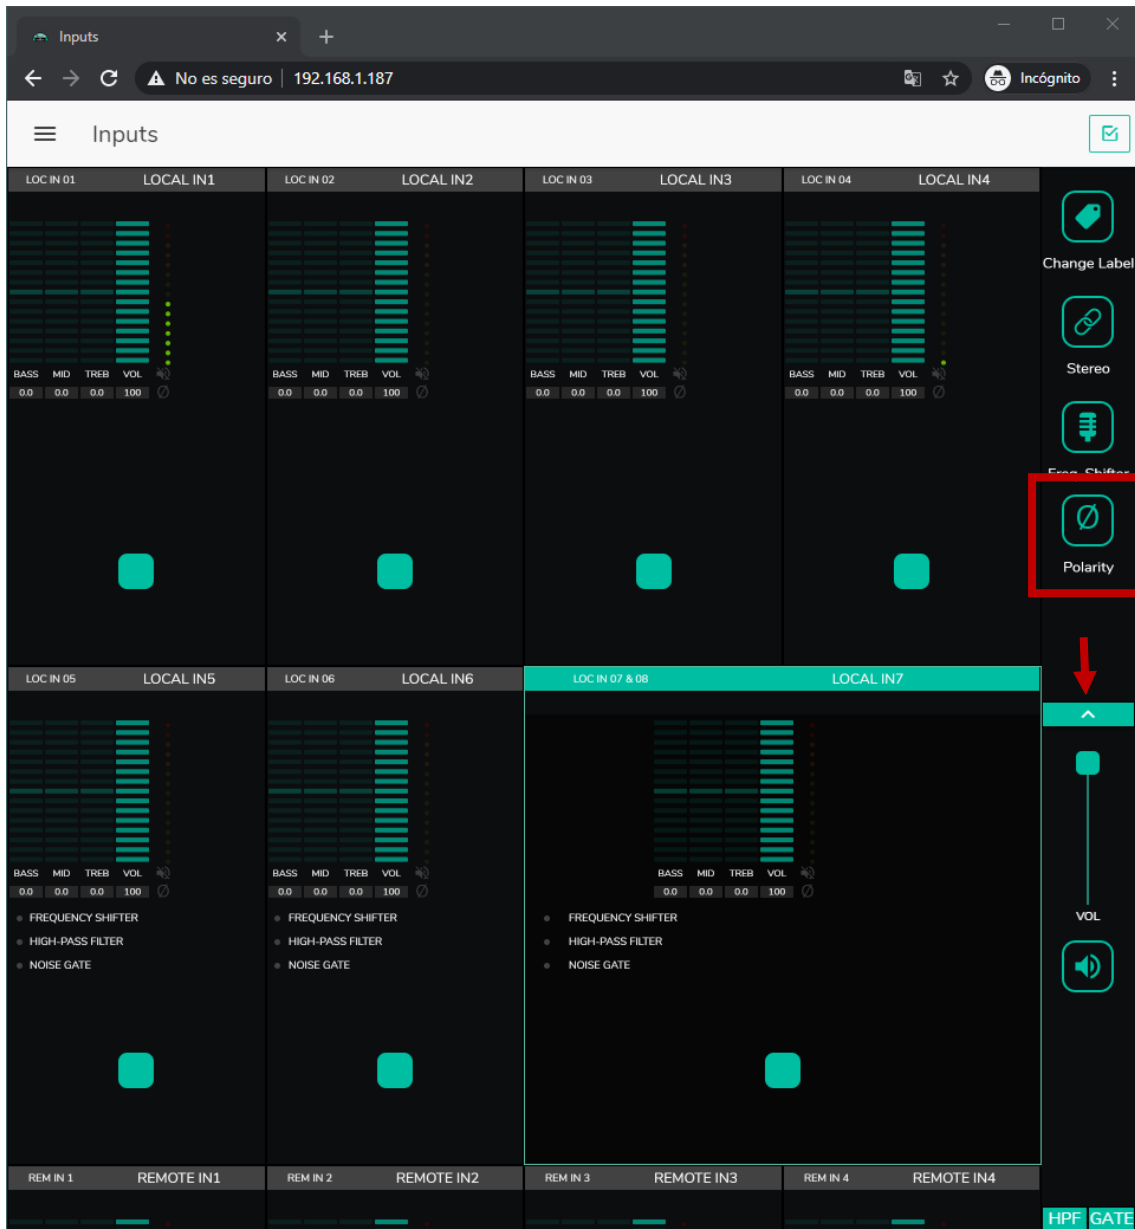 Inputs
No es seguro 192.168.1.187 Incógnito
Inputs
LOC IN 01 LOCAL IN1 LOC IN 02 LOCAL IN2 LOC IN 03 LOCAL IN3 LOC IN 04 LOCAL IN4
Change Label
Stereo
BASS MID TREB VOL BASS MID TREB VOL BASS MID TREB VOL BASS MID TREB VOL
0.0 0.0 0.0 100 Ø 0.0 0.0 0.0 100 Ø 0.0 0.0 0.0 100 Ø 0.0 0.0 0.0 100 Ø
Freq. Shifter
Ø
Polarity
LOC IN 05 LOCAL IN5 LOC IN 06 LOCAL IN6 LOC IN 07 & 08 LOCAL IN7
BASS MID TREB VOL BASS MID TREB VOL BASS MID TREB VOL
0.0 0.0 0.0 100 Ø 0.0 0.0 0.0 100 Ø 0.0 0.0 0.0 100 Ø
FREQUENCY SHIFTER FREQUENCY SHIFTER FREQUENCY SHIFTER VOL
HIGH-PASS FILTER HIGH-PASS FILTER HIGH-PASS FILTER
NOISE GATE NOISE GATE NOISE GATE
REM IN 1 REMOTE IN1 REM IN 2 REMOTE IN2 REM IN 3 REMOTE IN3 REM IN 4 REMOTE IN4
HPF GATE